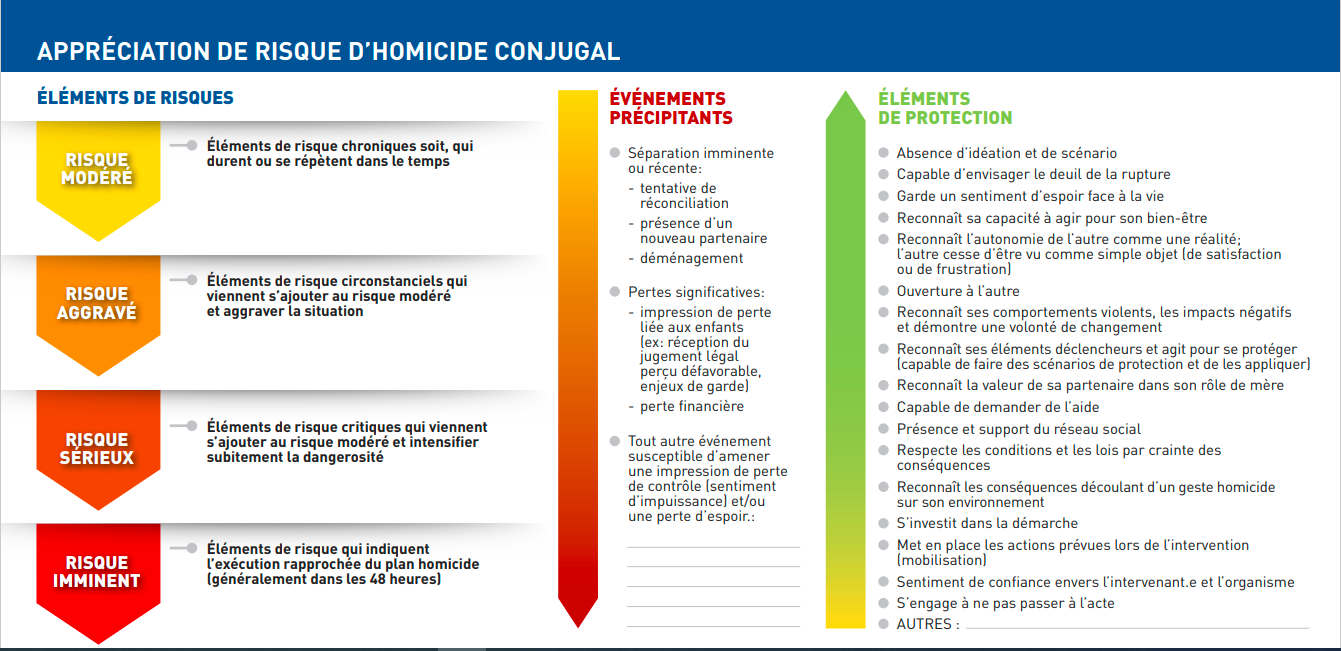 APPRÉCIATION DE RISQUE D’HOMICIDE CONJUGAL
ÉLÉMENTS DE RISQUES
RISQUE
MODÉRÉ
Éléments de risque chroniques soit, qui
durent ou se répètent dans le temps
RISQUE
AGGRAVÉ
Éléments de risque circonstanciels qui
viennent s’ajouter au risque modéré
et aggraver la situation
RISQUE
SÉRIEUX
Éléments de risque critiques qui viennent
s’ajouter au risque modéré et intensifier
subitement la dangerosité
RISQUE
IMMINENT
Éléments de risque qui indiquent
l’exécution rapprochée du plan homicide
(généralement dans les 48 heures)
ÉVÉNEMENTS
PRÉCIPITANTS
Séparation imminente
ou récente:
- tentative de
réconciliation
- présence d’un
nouveau partenaire
- déménagement
Pertes significatives:
- impression de perte
liée aux enfants
(ex: réception du
jugement légal
perçu défavorable,
enjeux de garde)
- perte financière
Tout autre événement
susceptible d’amener
une impression de perte
de contrôle (sentiment
d’impuissance) et/ou
une perte d’espoir.:
ÉLÉMENTS
DE PROTECTION
Absence d’idéation et de scénario
Capable d’envisager le deuil de la rupture
Garde un sentiment d’espoir face à la vie
Reconnaît sa capacité à agir pour son bien-être
Reconnaît l’autonomie de l’autre comme une réalité;
l’autre cesse d’être vu comme simple objet (de satisfaction
ou de frustration)
Ouverture à l’autre
Reconnaît ses comportements violents, les impacts négatifs
et démontre une volonté de changement
Reconnaît ses éléments déclencheurs et agit pour se protéger
(capable de faire des scénarios de protection et de les appliquer)
Reconnaît la valeur de sa partenaire dans son rôle de mère
Capable de demander de l’aide
Présence et support du réseau social
Respecte les conditions et les lois par crainte des
conséquences
Reconnaît les conséquences découlant d’un geste homicide
sur son environnement
S’investit dans la démarche
Met en place les actions prévues lors de l’intervention
(mobilisation)
Sentiment de confiance envers l’intervenant.e et l’organisme
S’engage à ne pas passer à l’acte
AUTRES :